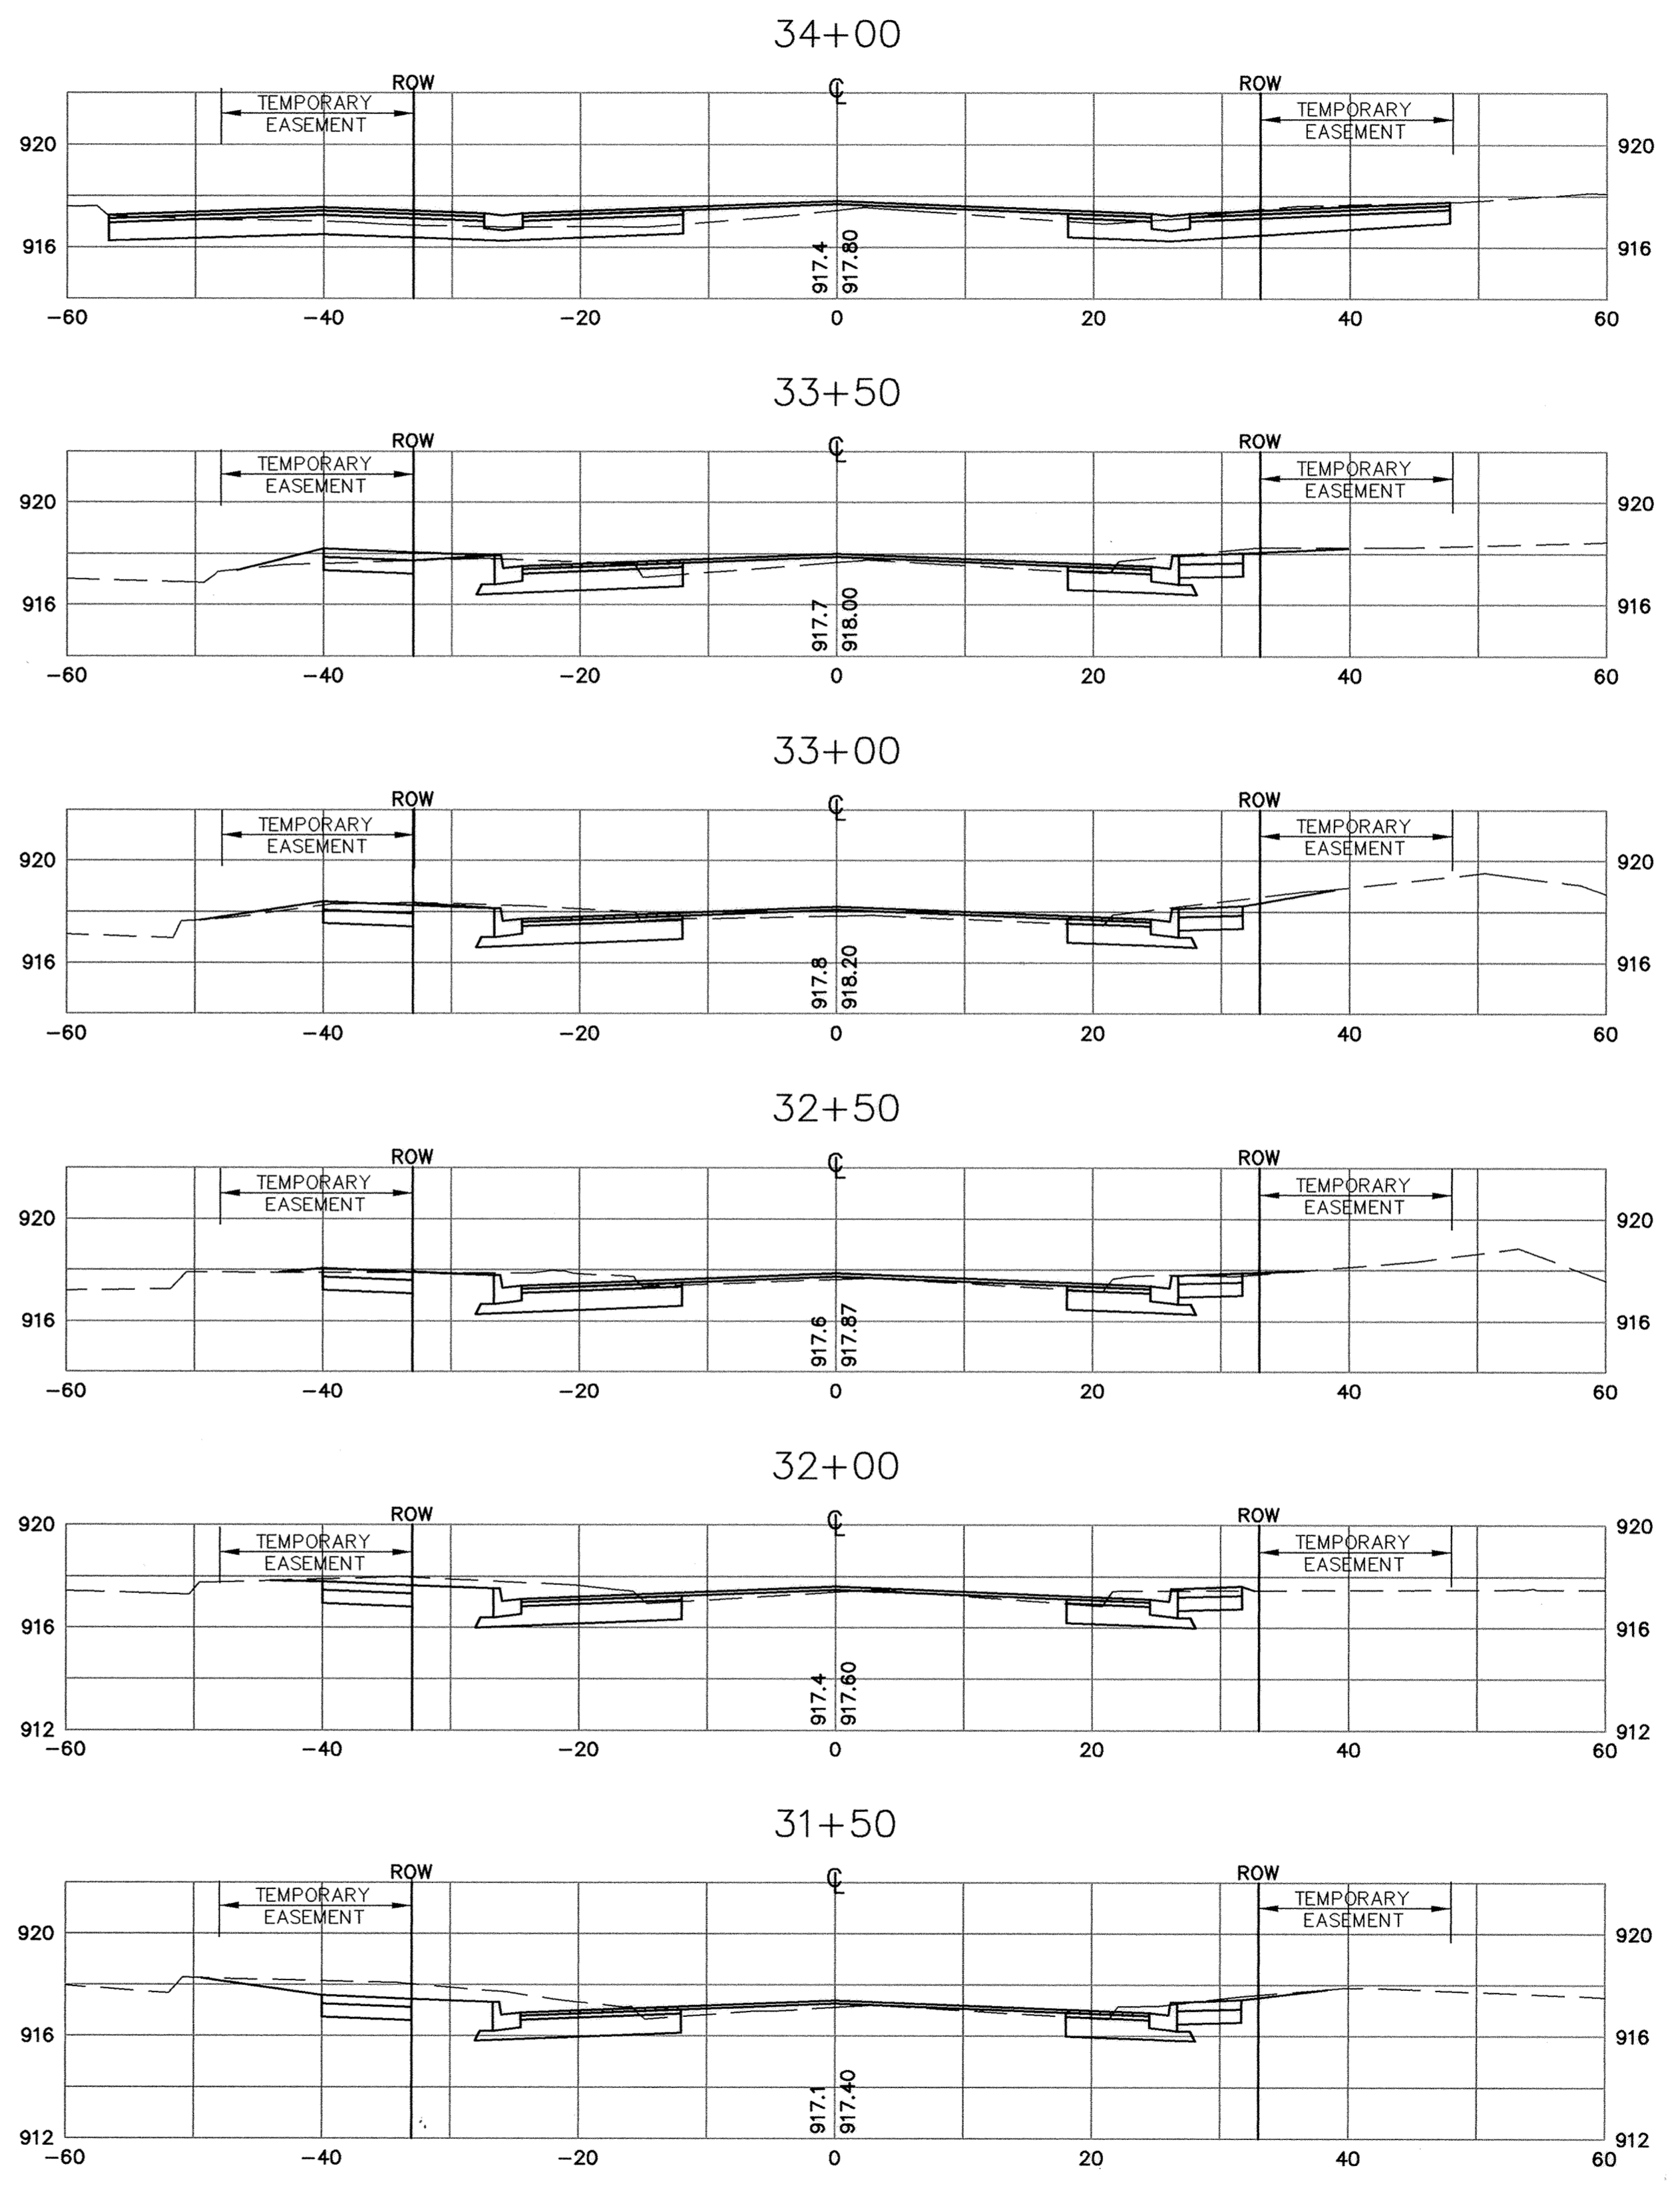 34+00
ROW ROW
TEMPORARY TEMPORARY
EASEMENT EASEMENT
℄
920 920
916 916
917.4 917.80
-60 -40 -20 0 20 40 60
33+50
ROW ROW
TEMPORARY TEMPORARY
EASEMENT EASEMENT
℄
920 920
916 916
917.7 918.00
-60 -40 -20 0 20 40 60
33+00
ROW ROW
TEMPORARY TEMPORARY
EASEMENT EASEMENT
℄
920 920
916 916
917.8 918.20
-60 -40 -20 0 20 40 60
32+50
ROW ROW
TEMPORARY TEMPORARY
EASEMENT EASEMENT
℄
920 920
916 916
917.6 917.87
-60 -40 -20 0 20 40 60
32+00
ROW ROW
℄
920 920
TEMPORARY TEMPORARY
EASEMENT EASEMENT
916 916
917.4 917.60
912 912
-60 -40 -20 0 20 40 60
31+50
ROW ROW
℄
TEMPORARY TEMPORARY
EASEMENT EASEMENT
920 920
916 916
917.1 917.40
912 912
-60 -40 -20 0 20 40 60